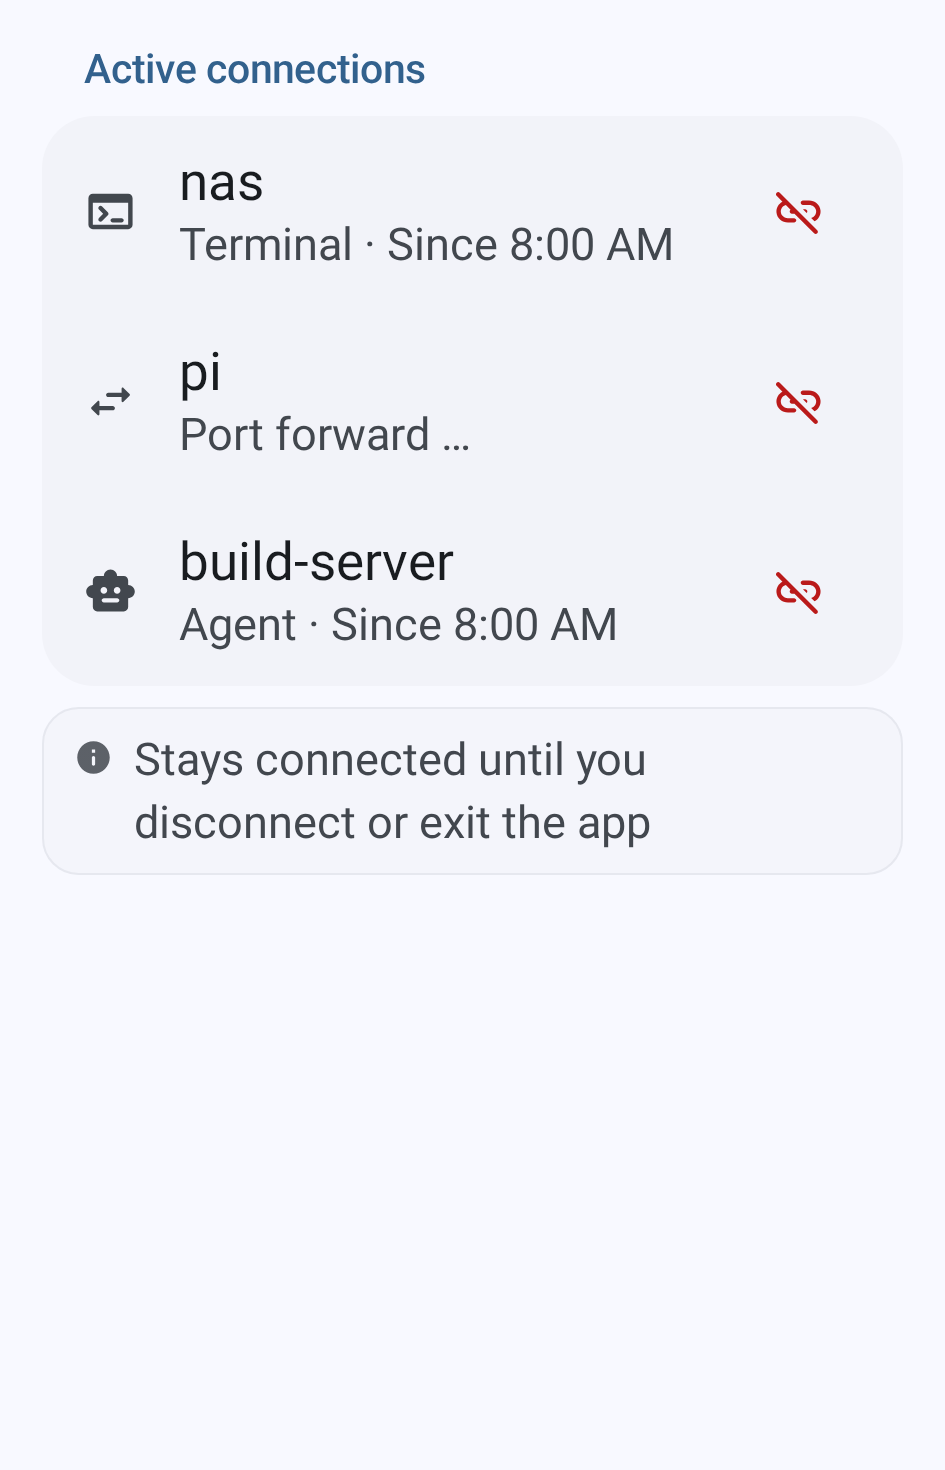 Active connections
nas
Terminal · Since 8:00 AM
pi
Port forward …
build-server
Agent · Since 8:00 AM
Stays connected until you
disconnect or exit the app